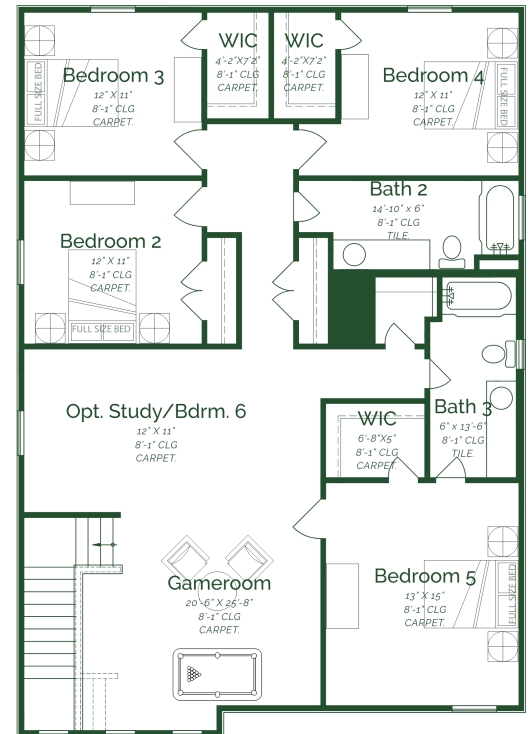 Bedroom 3
12" X 11"
8'-1" CLG
CARPET.
FULL SIZE BED
WIC
4'-2"X7'2"
8'-1" CLG
CARPET.
WIC
4'-2"X7'2"
8'-1" CLG
CARPET.
Bedroom 4
12" X 11"
8'-1" CLG
CARPET.
FULL SIZE BED
Bedroom 2
12" X 11"
8'-1" CLG
CARPET.
FULL SIZE BED
Bath 2
14'-10" x 6"
8'-1" CLG
TILE.
Opt. Study/Bdrm. 6
12" X 11"
8'-1" CLG
CARPET.
WIC
6'-8"X5"
8'-1" CLG
CARPET.
Bath 3
6" x 13'-6"
8'-1" CLG
TILE.
Gameroom
20'-6" X 25'-8"
8'-1" CLG
CARPET.
Bedroom 5
13" X 15"
8'-1" CLG
CARPET.
FULL SIZE BED